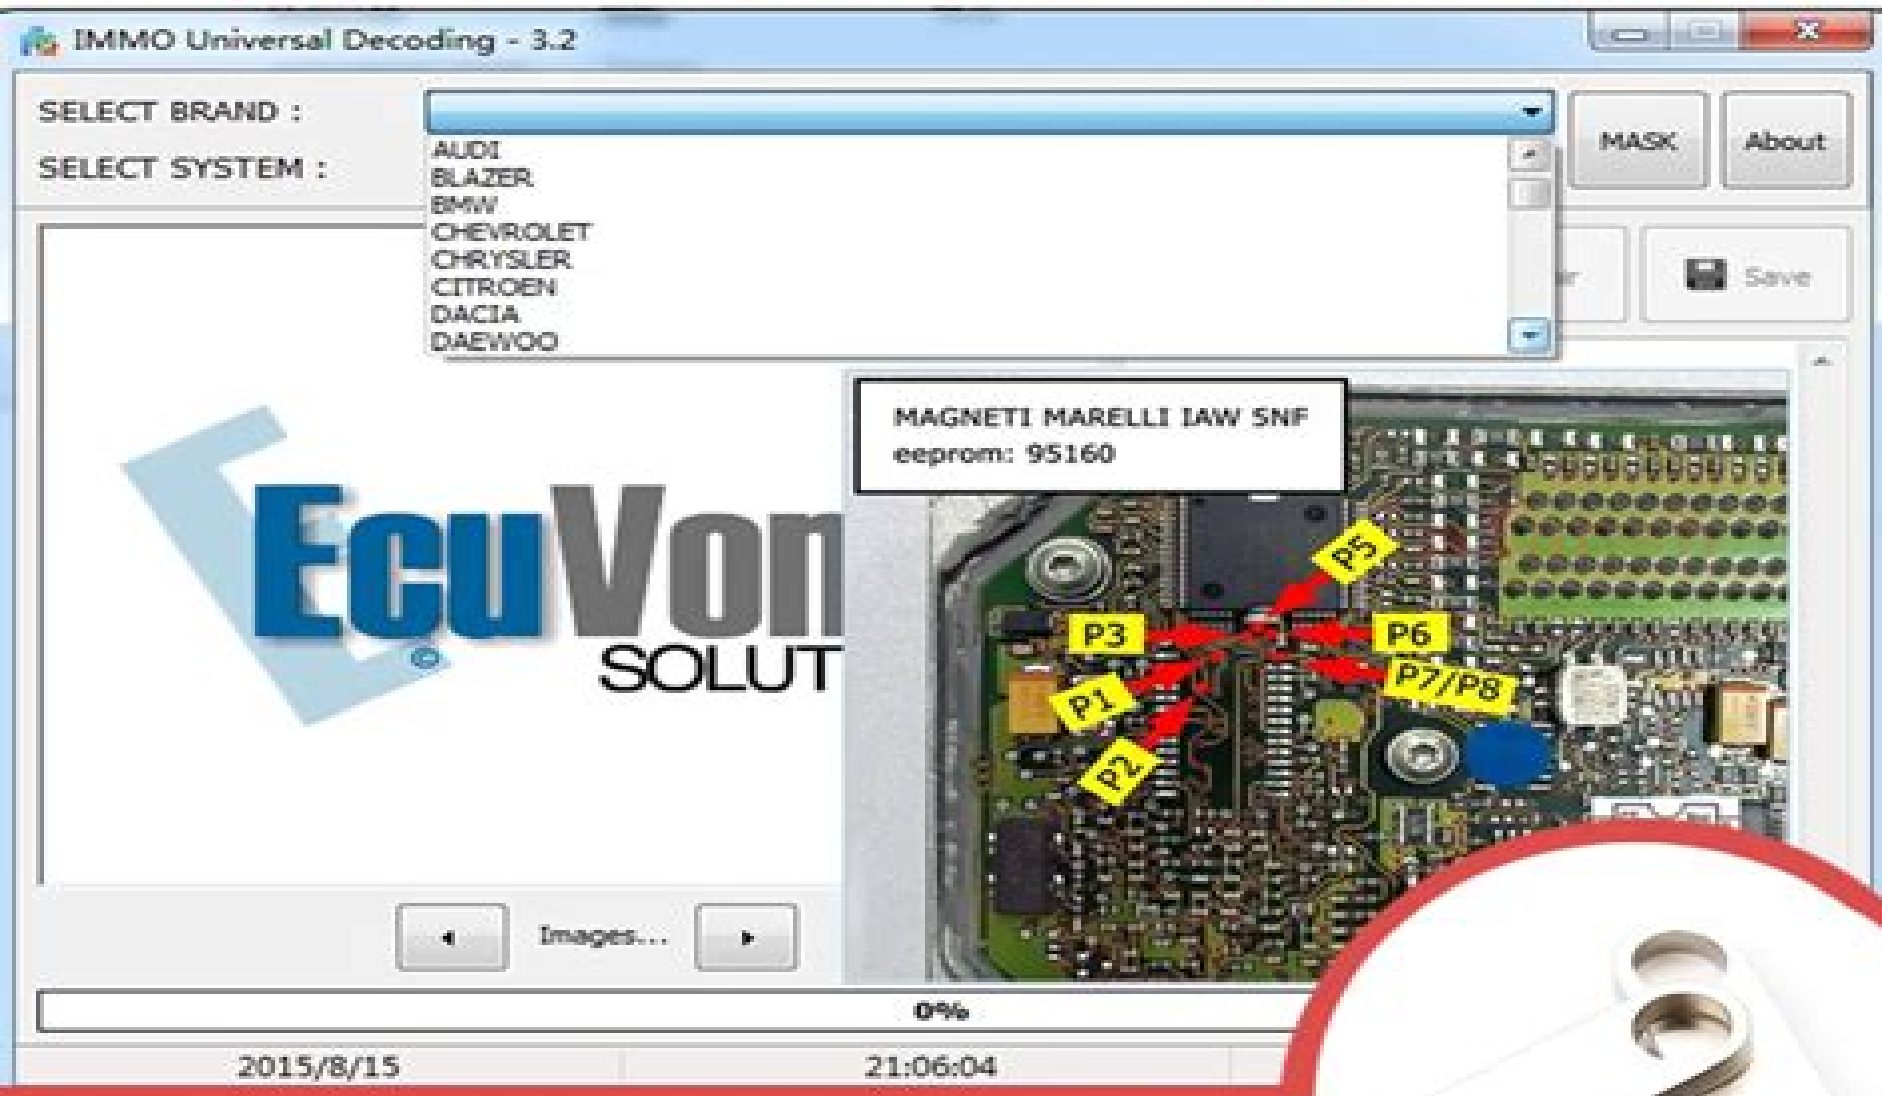 IMMO Universal Decoding - 3.2
SELECT BRAND :
SELECT SYSTEM :
MASK
About
AUDI
BLAZER
BMW
CHEVROLET
CHRYSLER
CITROEN
DACIA
DAEWOO
Save
MAGNETI MARELLI IAW 5NF
eeprom: 95160
EcuVon
©
SOLUT
P5
P3
P6
P1
P7/P8
P2
Images...
0%
2015/8/15
21:06:04